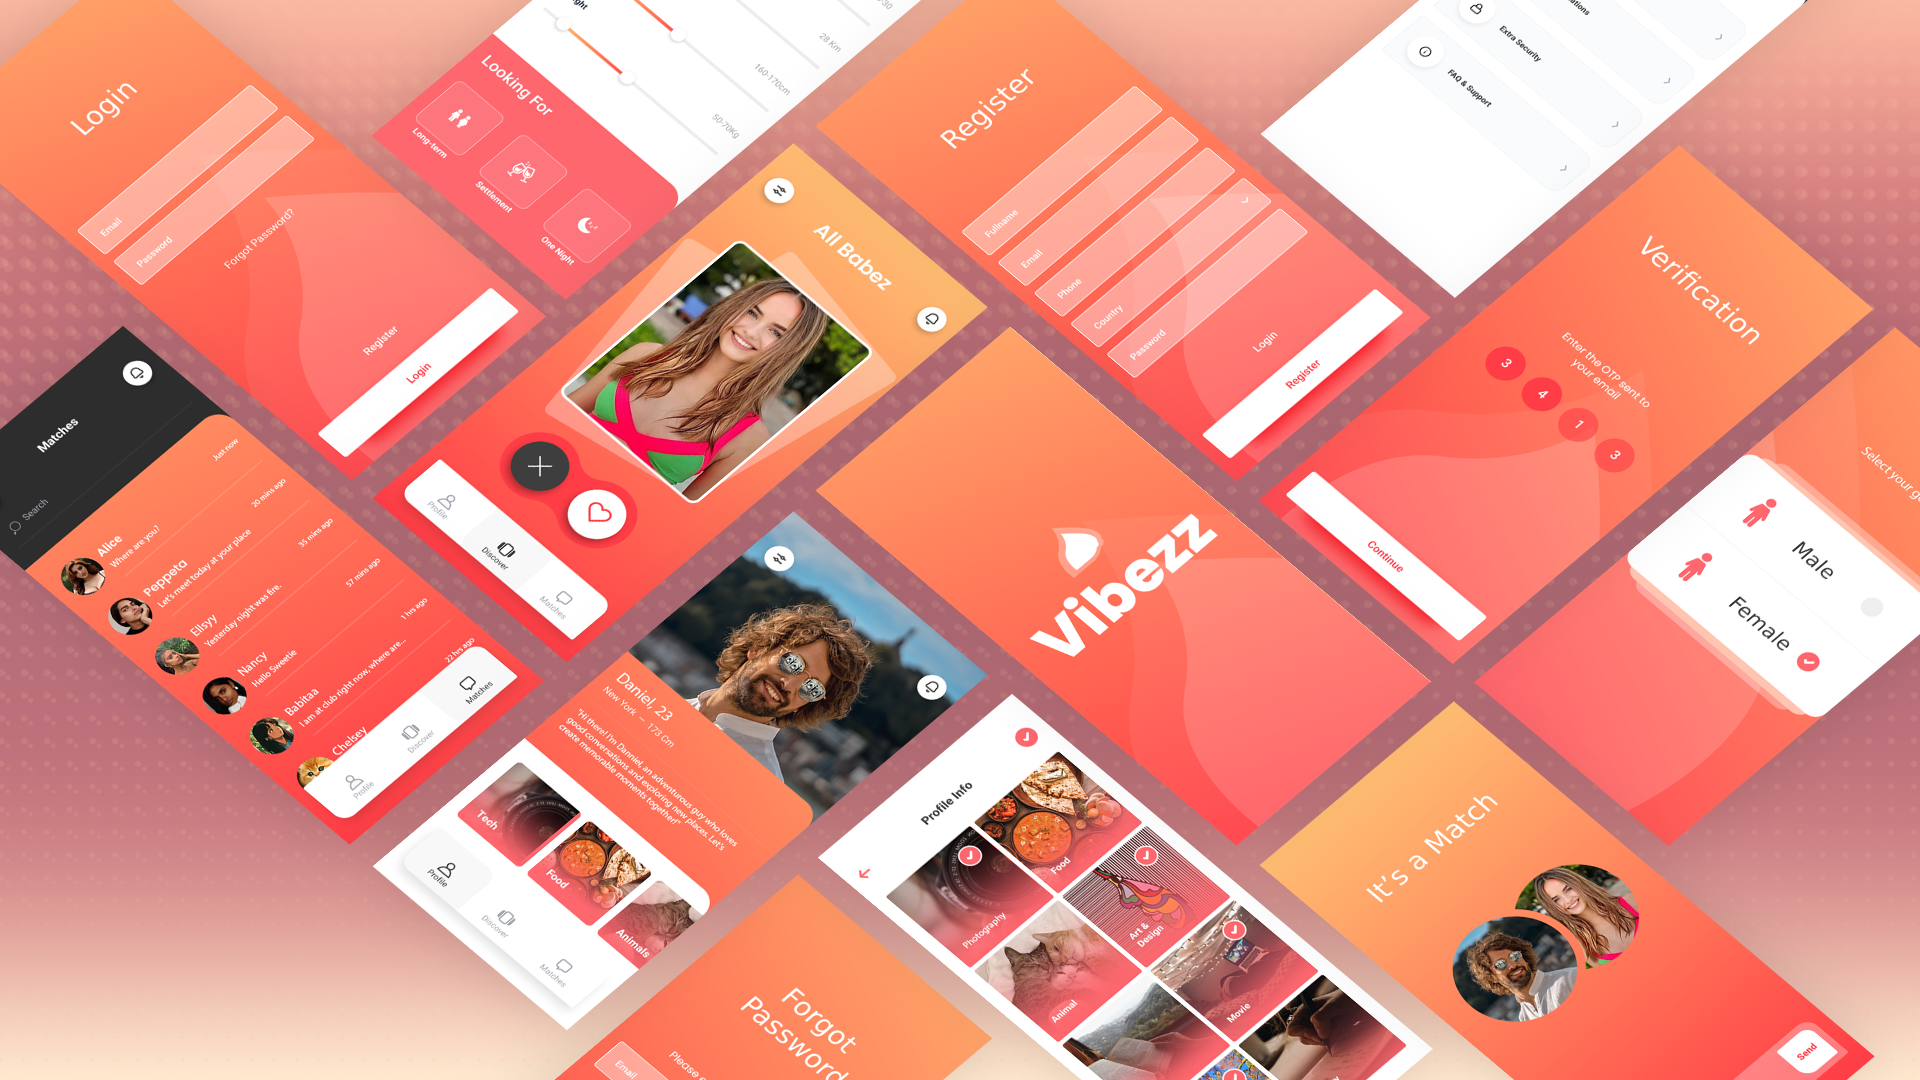 Login
Email
Password
Forgot Password?
Register
Login
28 Km
160-170cm
50-70Kg
Looking For
Long-term
Settlement
One Night
Register
Fullname
Email
Phone
Country
Password
Login
Register
Extra Security
FAQ & Support
Matches
Search
Just now
Alice
Where are you?
20 mins ago
Peppeta
Let's meet today at your place
35 mins ago
Ellsyy
Yesterday night was fire.
57 mins ago
Nancy
Hello Sweetie
1 hrs ago
Babitaa
I am at club right now, where are...
22 hrs ago
Chelsey
Profile
Discover
Matches
All Babez
Profile
Discover
Matches
Vibezz
Verification
Enter the OTP sent to
your email
3
4
1
3
Continue
Male
Female
Daniel, 23
New York — 173 Cm
"Hi there! I'm Danniel, an adventurous guy who loves
good conversations and exploring new places. Let's
create memorable moments together!"
Tech
Food
Animals
Profile
Discover
Matches
Profile Info
Photography
Food
Animal
Art &
Design
Movie
It's a Match
Send
Forgot
Password
Email